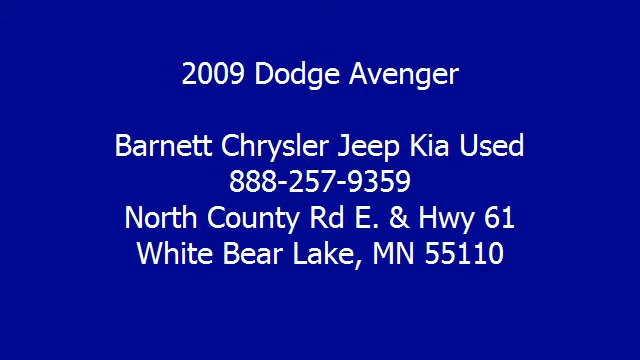 2009 Dodge Avenger
Barnett Chrysler Jeep Kia Used
888-257-9359
North County Rd E. & Hwy 61
White Bear Lake, MN 55110